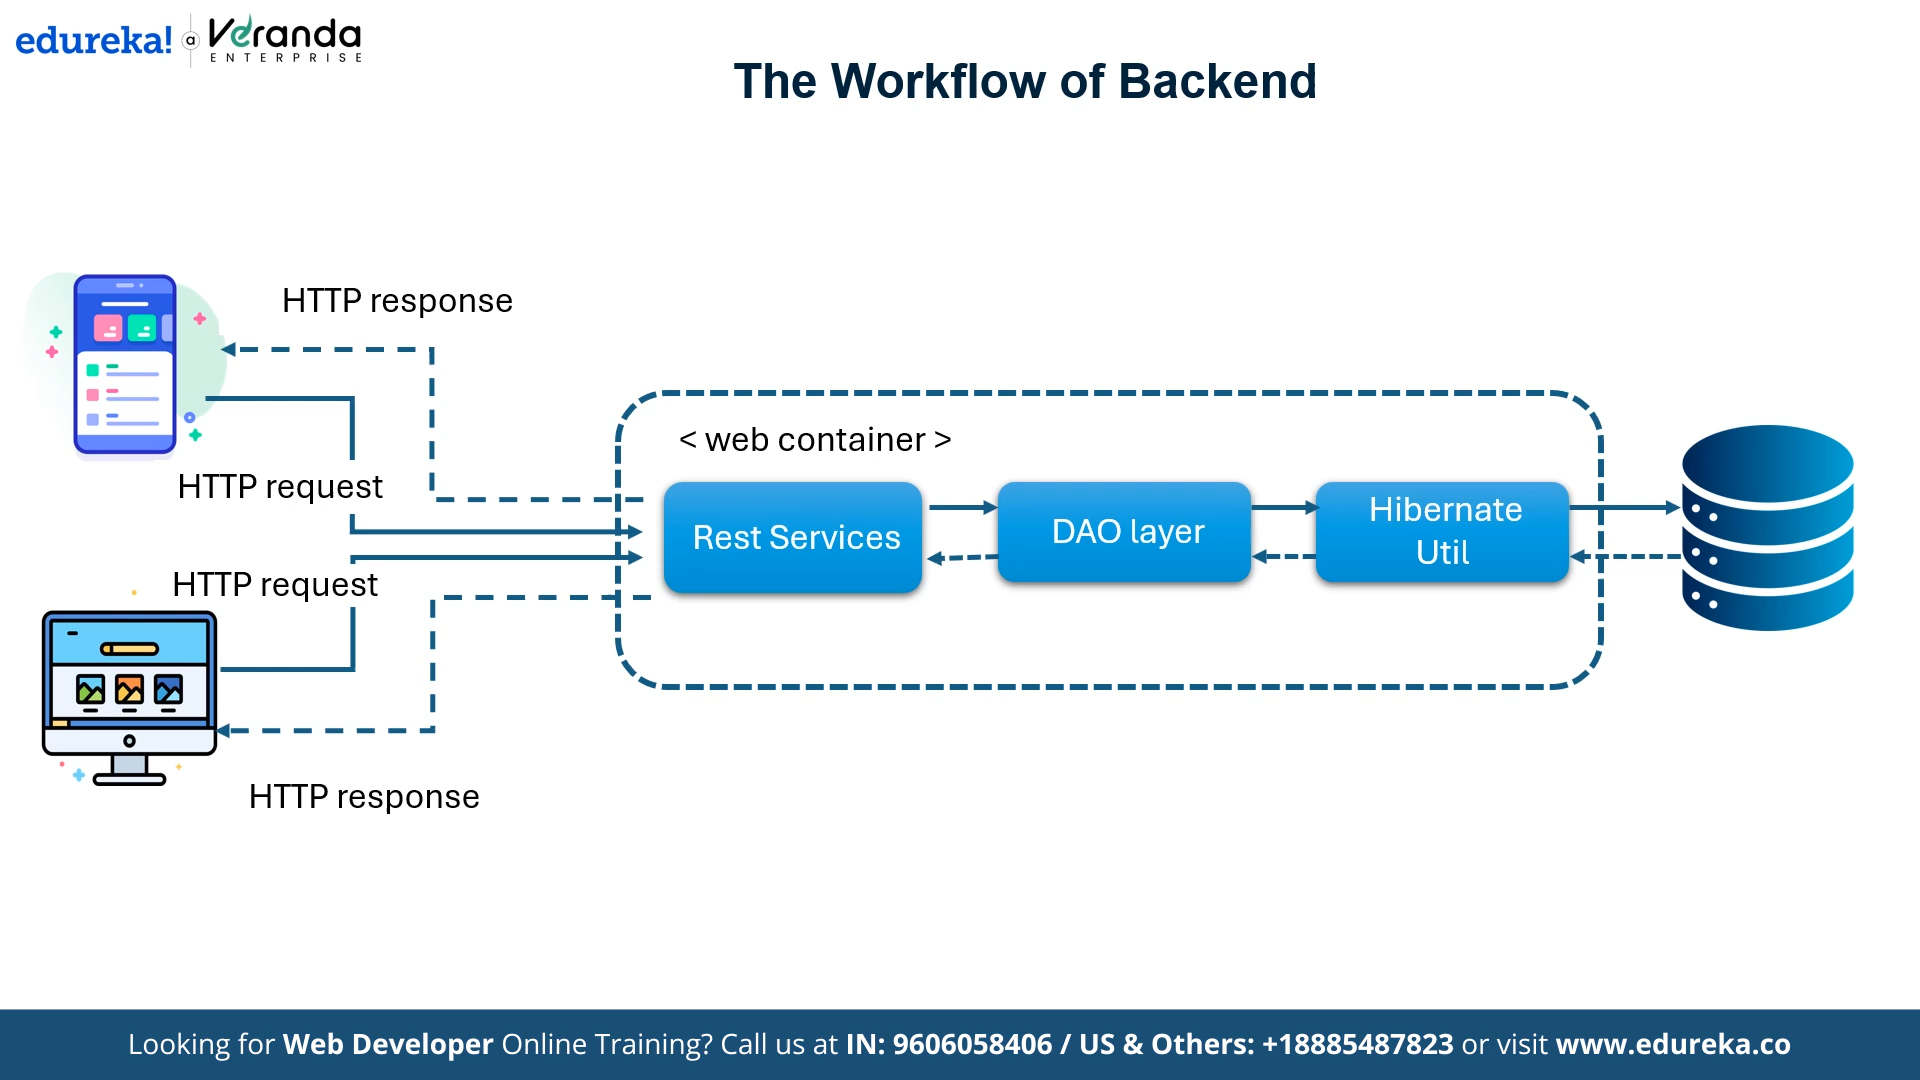 edureka! a Veranda
ENTERPRISE
The Workflow of Backend
HTTP response
< web container >
HTTP request
Rest Services
DAO layer
Hibernate
Util
HTTP request
HTTP response
Looking for Web Developer Online Training? Call us at IN: 9606058406 / US & Others: +18885487823 or visit www.edureka.co